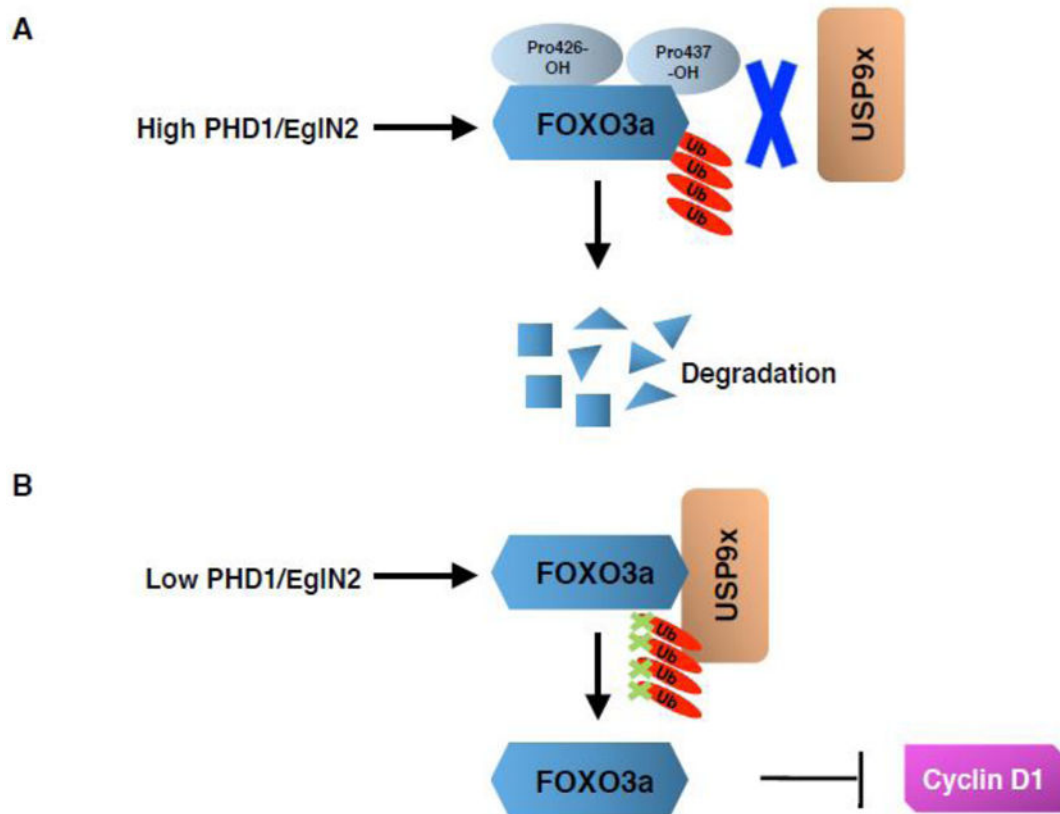 A
Pro426-
OH
Pro437
-OH
USP9x
High PHD1/EglN2
FOXO3a
Ub
Ub
Ub
Ub
Degradation
B
Low PHD1/EglN2
FOXO3a
USP9x
Ub
Ub
Ub
Ub
FOXO3a
Cyclin D1